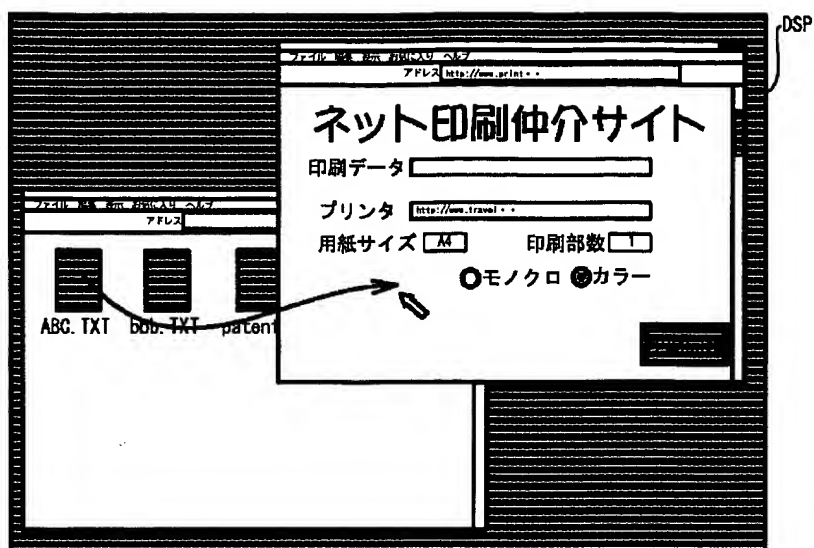 DSP
ファイル 編集 表示 お気に入り ヘルプ
アドレス http://www.print・・
ネット印刷仲介サイト
印刷データ
プリンタ http://www.travel・・
用紙サイズ A4 印刷部数 1
モノクロ カラー
ファイル 編集 表示 お気に入り ヘルプ
アドレス
ABC.TXT bob.TXT patent